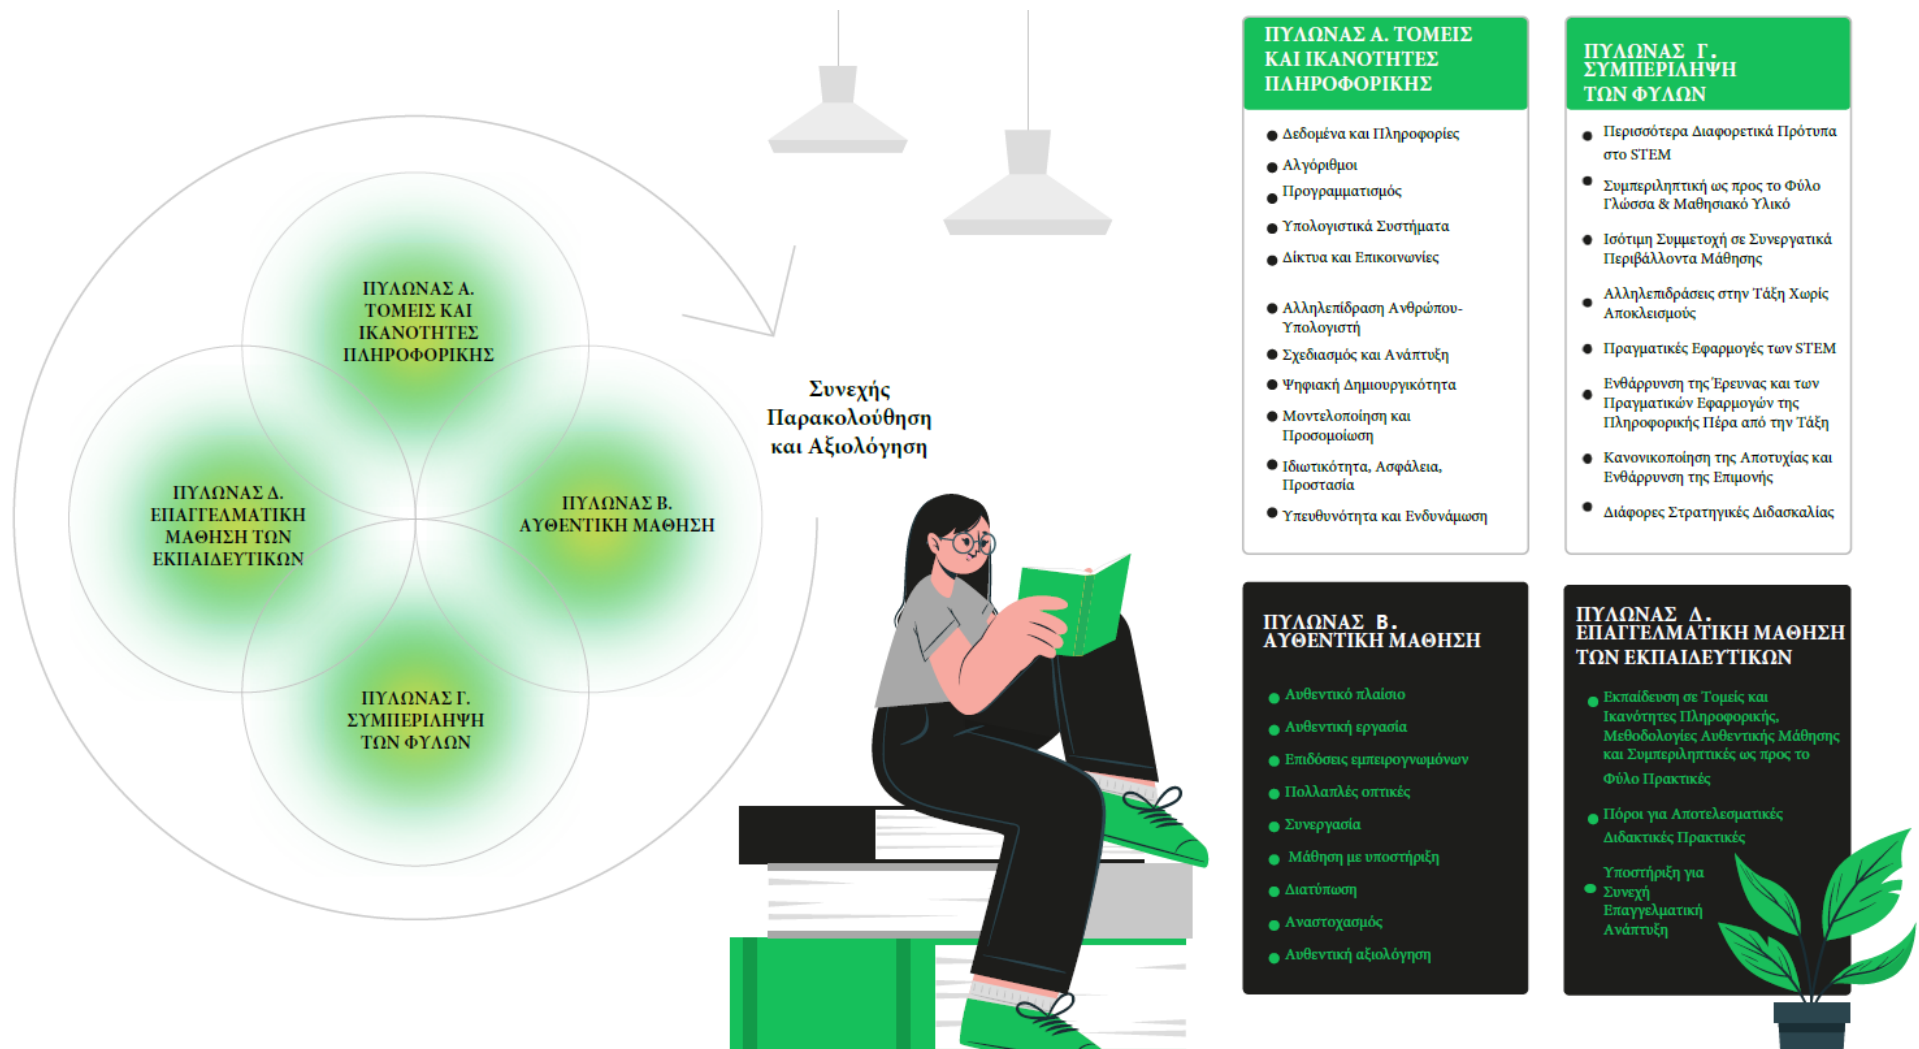 ΠΥΛΩΝΑΣ Α.
ΤΟΜΕΙΣ ΚΑΙ
ΙΚΑΝΟΤΗΤΕΣ
ΠΛΗΡΟΦΟΡΙΚΗΣ
ΠΥΛΩΝΑΣ Δ.
ΕΠΑΓΓΕΛΜΑΤΙΚΗ
ΜΑΘΗΣΗ ΤΩΝ
ΕΚΠΑΙΔΕΥΤΙΚΩΝ
ΠΥΛΩΝΑΣ Β.
ΑΥΘΕΝΤΙΚΗ ΜΑΘΗΣΗ
ΠΥΛΩΝΑΣ Γ.
ΣΥΜΠΕΡΙΛΗΨΗ
ΤΩΝ ΦΥΛΩΝ
Συνεχής
Παρακολούθηση
και Αξιολόγηση
ΠΥΛΩΝΑΣ Α. ΤΟΜΕΙΣ
ΚΑΙ ΙΚΑΝΟΤΗΤΕΣ
ΠΛΗΡΟΦΟΡΙΚΗΣ
Δεδομένα και Πληροφορίες
Αλγόριθμοι
Προγραμματισμός
Υπολογιστικά Συστήματα
Δίκτυα και Επικοινωνίες
Αλληλεπίδραση Ανθρώπου-
Υπολογιστή
Σχεδιασμός και Ανάπτυξη
Ψηφιακή Δημιουργικότητα
Μοντελοποίηση και
Προσομοίωση
Ιδιωτικότητα, Ασφάλεια,
Προστασία
Υπευθυνότητα και Ενδυνάμωση
ΠΥΛΩΝΑΣ Γ.
ΣΥΜΠΕΡΙΛΗΨΗ
ΤΩΝ ΦΥΛΩΝ
Περισσότερα Διαφορετικά Πρότυπα
στο STEM
Συμπεριληπτική ως προς το Φύλο
Γλώσσα & Μαθησιακό Υλικό
Ισότιμη Συμμετοχή σε Συνεργατικά
Περιβάλλοντα Μάθησης
Αλληλεπιδράσεις στην Τάξη Χωρίς
Αποκλεισμούς
Πραγματικές Εφαρμογές των STEM
Ενθάρρυνση της Έρευνας και των
Πραγματικών Εφαρμογών της
Πληροφορικής Πέρα από την Τάξη
Κανονικοποίηση της Αποτυχίας και
Ενθάρρυνση της Επιμονής
Διάφορες Στρατηγικές Διδασκαλίας
ΠΥΛΩΝΑΣ Β.
ΑΥΘΕΝΤΙΚΗ ΜΑΘΗΣΗ
Αυθεντικό πλαίσιο
Αυθεντική εργασία
Επιδόσεις εμπειρογνωμόνων
Πολλαπλές οπτικές
Συνεργασία
Μάθηση με υποστήριξη
Διατύπωση
Αναστοχασμός
Αυθεντική αξιολόγηση
ΠΥΛΩΝΑΣ Δ.
ΕΠΑΓΓΕΛΜΑΤΙΚΗ ΜΑΘΗΣΗ
ΤΩΝ ΕΚΠΑΙΔΕΥΤΙΚΩΝ
Εκπαίδευση σε Τομείς και
Ικανότητες Πληροφορικής,
Μεθοδολογίες Αυθεντικής Μάθησης
και Συμπεριληπτικές ως προς το
Φύλο Πρακτικές
Πόροι για Αποτελεσματικές
Διδακτικές Πρακτικές
Υποστήριξη για
Συνεχή
Επαγγελματική
Ανάπτυξη